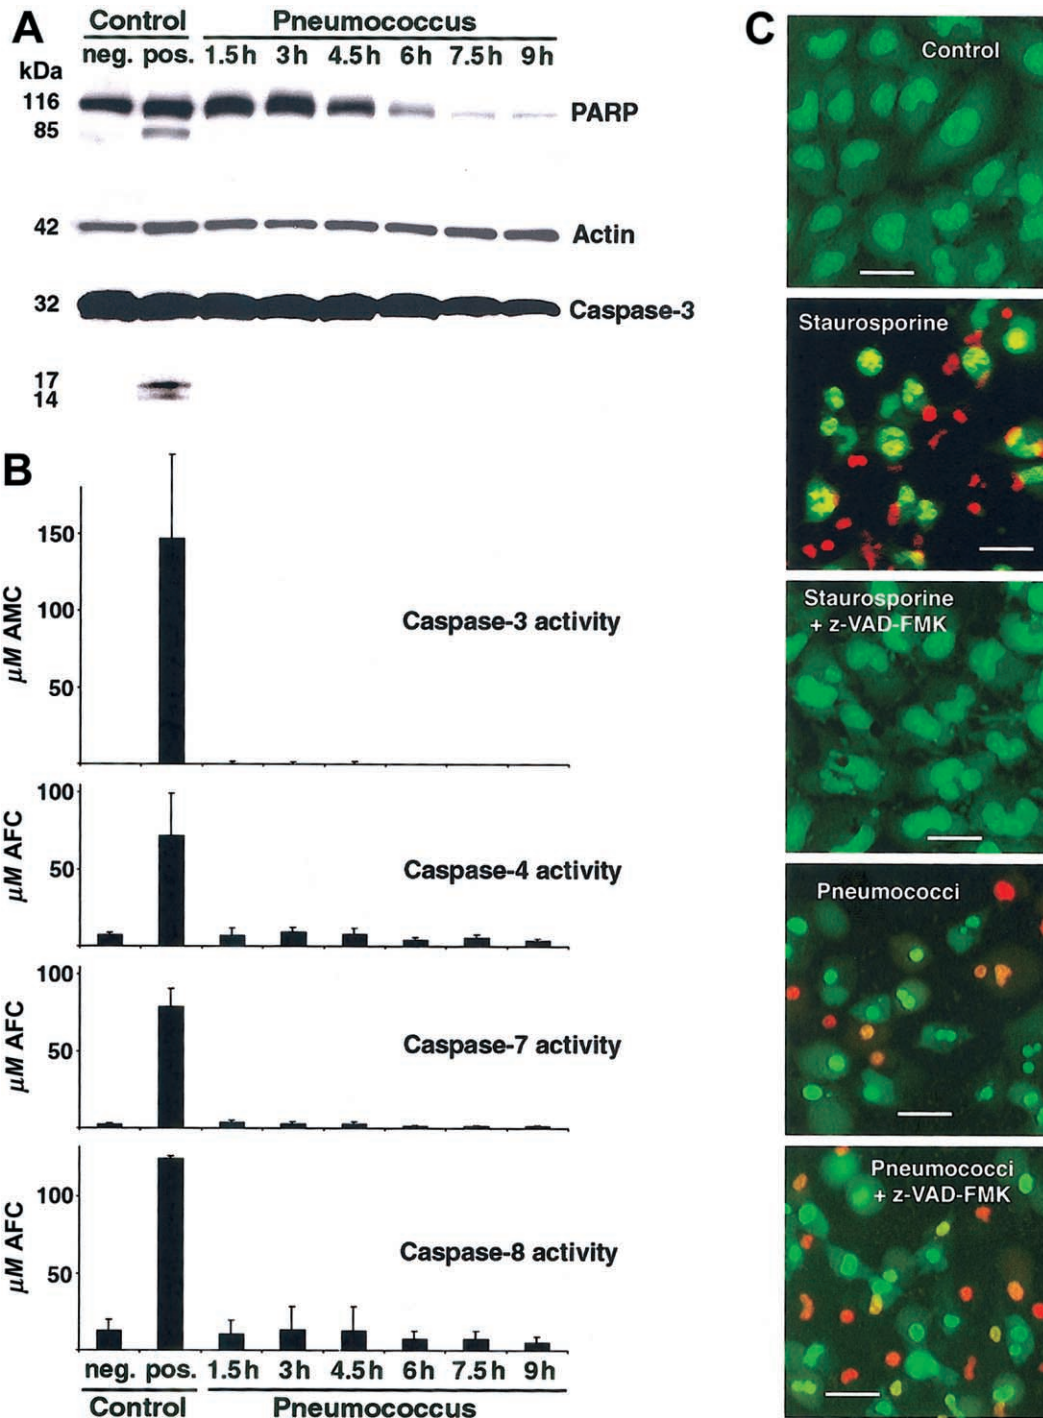 A
Control Pneumococcus
neg. pos. 1.5h 3h 4.5h 6h 7.5h 9h
kDa
116 PARP
85
42 Actin
32 Caspase-3
17
14
B
150
100
50
µM AMC
Caspase-3 activity
100
50
µM AFC
Caspase-4 activity
100
50
µM AFC
Caspase-7 activity
100
50
µM AFC
Caspase-8 activity
neg. pos. 1.5h 3h 4.5h 6h 7.5h 9h
Control Pneumococcus
C
Control
Staurosporine
Staurosporine
+ z-VAD-FMK
Pneumococci
Pneumococci
+ z-VAD-FMK